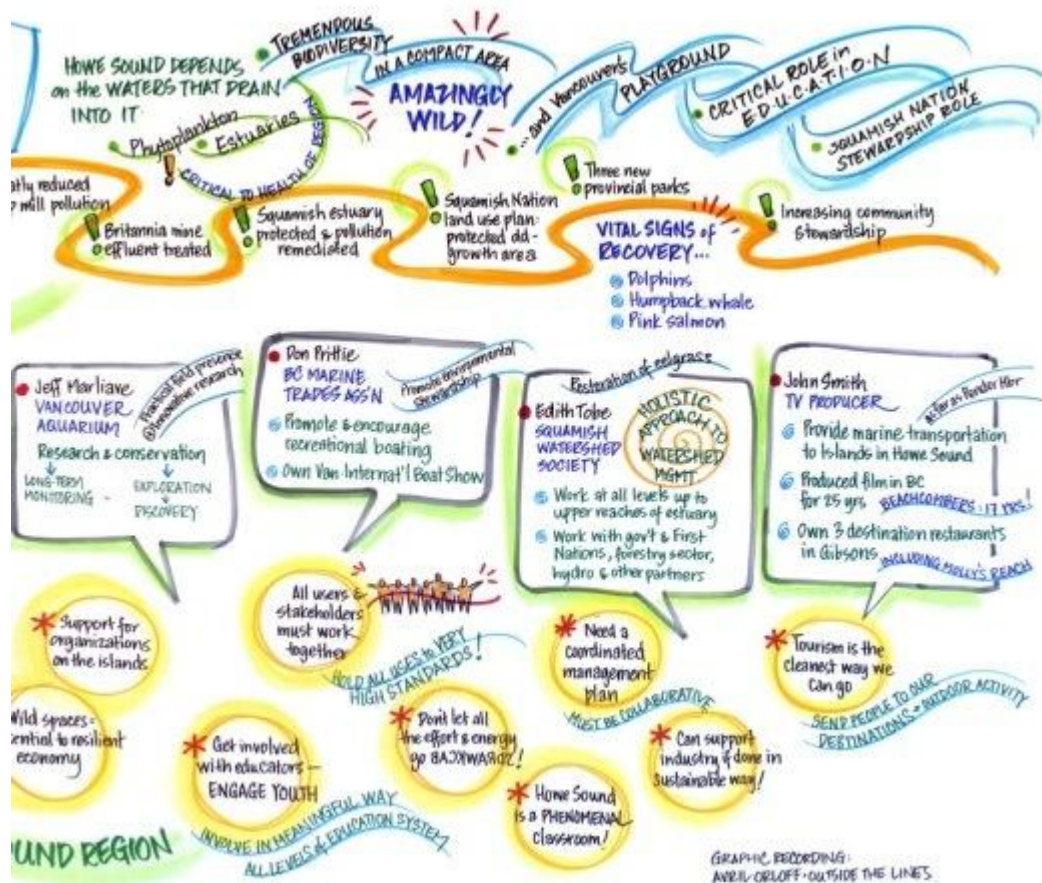 HOWE SOUND DEPENDS
on the WATERS THAT DRAIN
INTO IT.
Phytoplankton
Estuaries
CRITICAL TO HEALTH OF REGION
TREMENDOUS
BIODIVERSITY
IN A COMPACT AREA
AMAZINGLY
WILD!
... and Vancouver's
PLAYGROUND
CRITICAL ROLE in
E•D•U•C•A•T•I•O•N
SQUAMISH NATION
STEWARDSHIP ROLE
atly reduced
mill pollution
Britannia mine
effluent treated
Squamish estuary
protected & pollution
remediated
Squamish Nation
land use plan:
protected old-
growth area
Three new
provincial parks
VITAL SIGNS of
RECOVERY...
Dolphins
Humpback whale
Pink salmon
Increasing community
Stewardship
Jeff Marliave
VANCOUVER
AQUARIUM
Practical field presence
innovative research
Research & conservation
LONG-TERM
MONITORING
EXPLORATION
DISCOVERY
Don Prittie
BC MARINE
TRADES ASS'N
Promote environmental
Stewardship
Promote & encourage
recreational boating
Own Van. Internat'l Boat Show
Restoration of eelgrass
Edith Tobe
SQUAMISH
WATERSHED
SOCIETY
HOLISTIC
APPROACH TO
WATERSHED
MGMT
Work at all levels up to
upper reaches of estuary
Work with gov't & First
Nations, forestry sector,
hydro & other partners
John Smith
TV PRODUCER
As far as Pender Hbr
Provide marine transportation
to Islands in Howe Sound
Produced film in BC
for 25 yrs
BEACHCOMBERS: 17 YRS!
Own 3 destination restaurants
in Gibsons
INCLUDING MOLLY'S REACH
Support for
organizations
on the islands
All users &
stakeholders
must work
together
HOLD ALL USES to VERY
HIGH STANDARDS!
Need a
coordinated
management
plan
MUST BE COLLABORATIVE
Tourism is the
cleanest way we
can go
SEND PEOPLE TO OUR
DESTINATIONS + OUTDOOR ACTIVITY
Wild spaces =
ential to resilient
economy
Get involved
with educators -
ENGAGE YOUTH
INVOLVE IN MEANINGFUL WAY
ALL LEVELS of EDUCATION SYSTEM
Don't let all
the effort & energy
go BACKWARDS!
Howe Sound
is a PHENOMENAL
classroom!
Can support
industry if done in
sustainable way!
UND REGION
GRAPHIC RECORDING:
AVRIL ORLOFF • OUTSIDE THE LINES